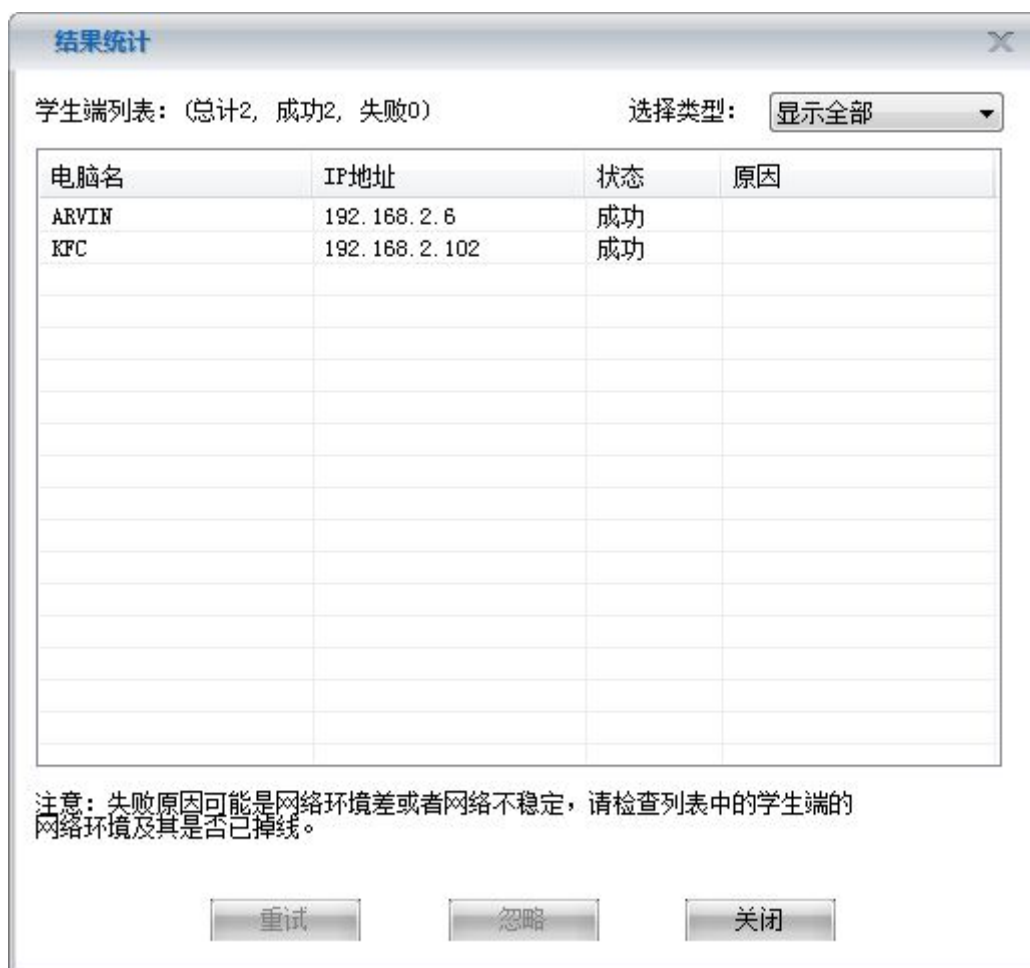 结果统计
学生端列表：(总计2, 成功2, 失败0) 选择类型： 显示全部
电脑名 IP地址 状态 原因
ARVIN 192.168.2.6 成功
KFC 192.168.2.102 成功
注意：失败原因可能是网络环境差或者网络不稳定，请检查列表中的学生端的
网络环境及其是否已掉线。
重试 忽略 关闭